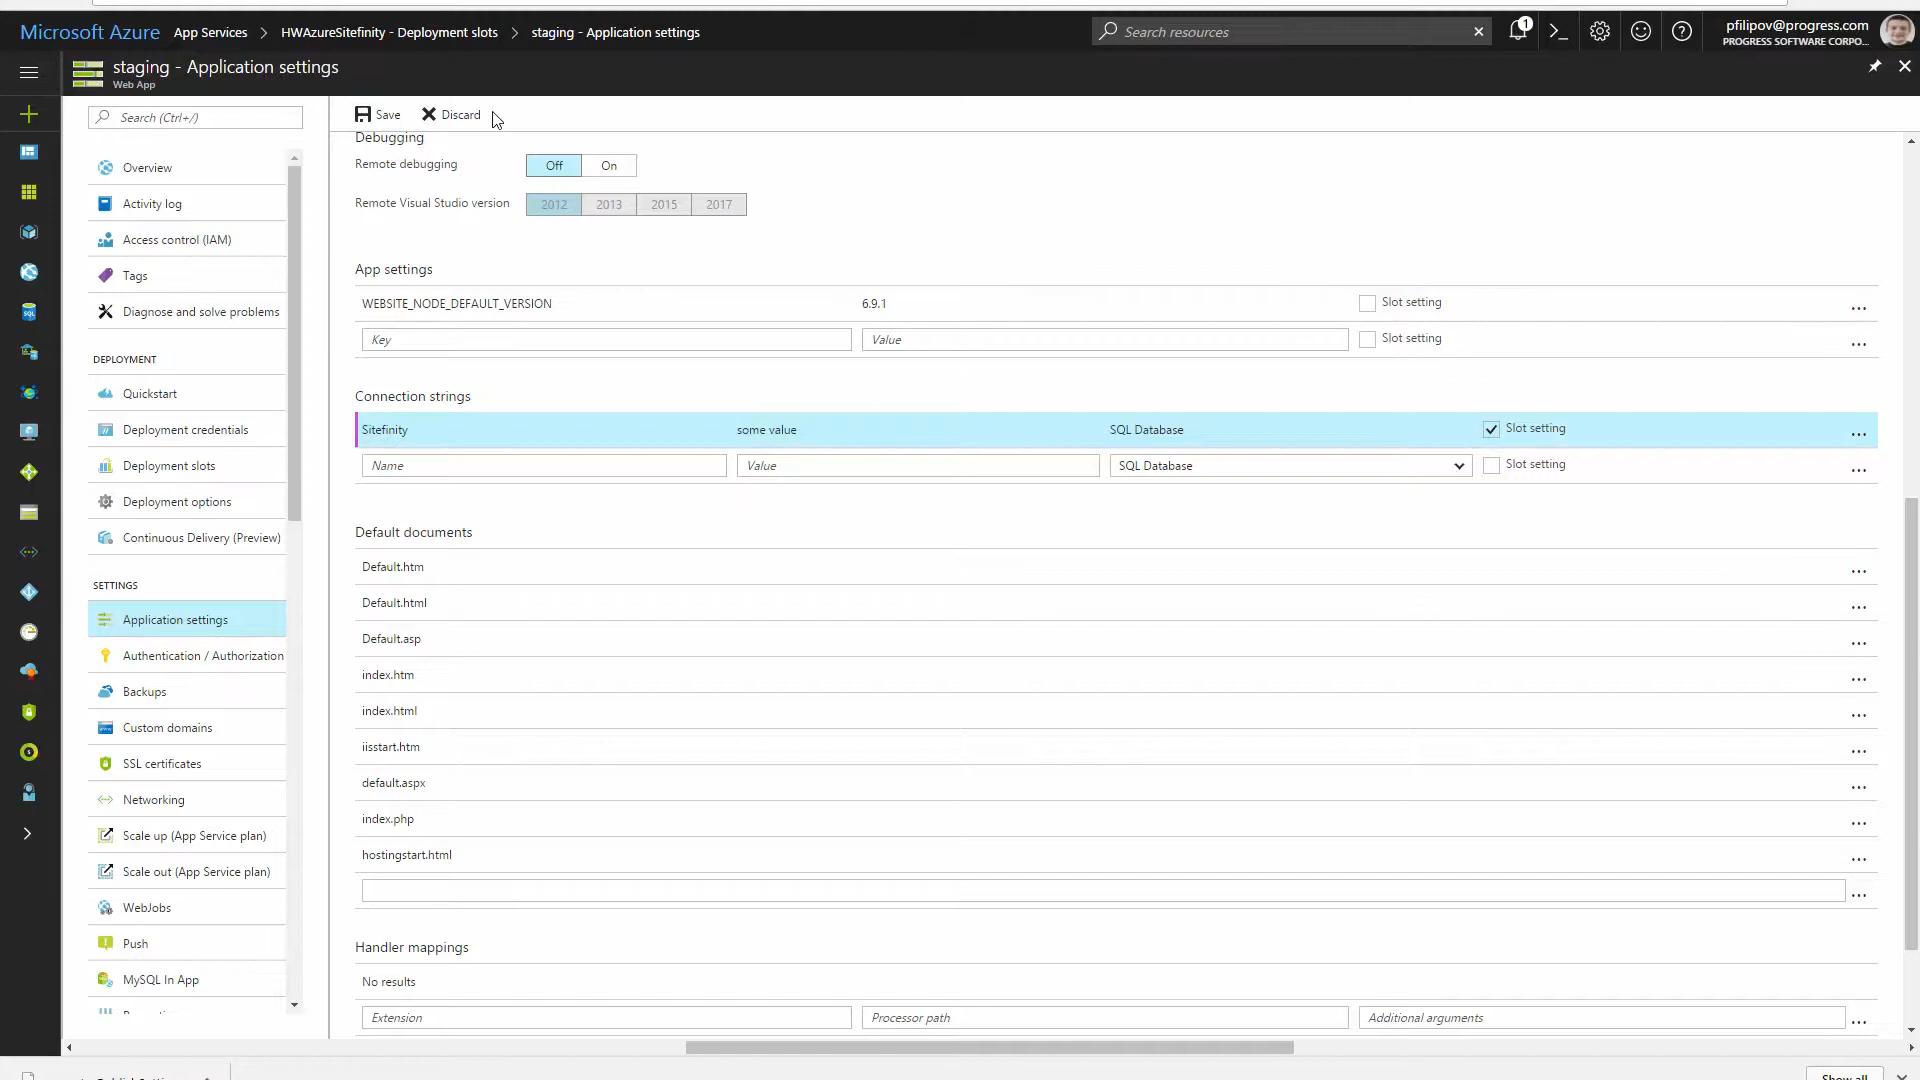 Microsoft Azure App Services > HWAzureSitefinity - Deployment slots > staging - Application settings
Search resources
1
pfilipov@progress.com
PROGRESS SOFTWARE CORPO...
staging - Application settings
Web App
Search (Ctrl+/)
Overview
Activity log
Access control (IAM)
Tags
Diagnose and solve problems
DEPLOYMENT
Quickstart
Deployment credentials
Deployment slots
Deployment options
Continuous Delivery (Preview)
SETTINGS
Application settings
Authentication / Authorization
Backups
Custom domains
SSL certificates
Networking
Scale up (App Service plan)
Scale out (App Service plan)
WebJobs
Push
MySQL In App
Save Discard
Debugging
Remote debugging Off On
Remote Visual Studio version 2012 2013 2015 2017
App settings
WEBSITE_NODE_DEFAULT_VERSION 6.9.1 Slot setting ...
Key Value Slot setting ...
Connection strings
Sitefinity some value SQL Database Slot setting ...
Name Value SQL Database Slot setting ...
Default documents
Default.htm ...
Default.html ...
Default.asp ...
index.htm ...
index.html ...
iisstart.htm ...
default.aspx ...
index.php ...
hostingstart.html ...
...
Handler mappings
No results
Extension Processor path Additional arguments ...
Show all